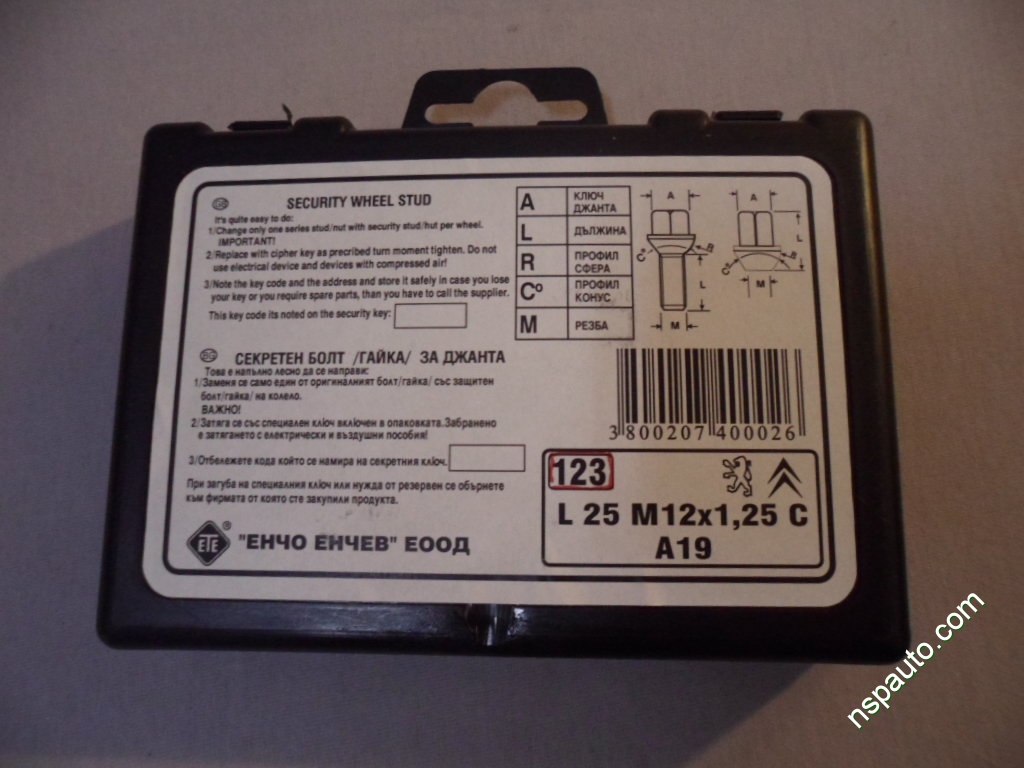 GB
SECURITY WHEEL STUD
It's quite easy to do:
1/Change only one series stud/nut with security stud/nut per wheel.
IMPORTANT!
2/Replace with cipher key as precribed turn moment tighten. Do not
use electrical device and devices with compressed air!
3/Note the key code and the address and store it safely in case you lose
your key or you require spare parts, than you have to call the supplier.
This key code its noted on the security key:
BG
СЕКРЕТЕН БОЛТ /ГАЙКА/ ЗА ДЖАНТА
Това е напълно лесно да се направи:
1/Заменя се само един от оригиналният болт/гайка/ със защитен
болт/гайка/ на колело.
ВАЖНО!
2/Затяга се със специален ключ включен в опаковката.Забранено
е затягането с електрически и въздушни пособия!
3/Отбележете кода който се намира на секретния ключ.
При загуба на специалния ключ или нужда от резервен се обърнете
към фирмата от която сте закупили продукта.
ETE ® "ЕНЧО ЕНЧЕВ" ЕООД
A КЛЮЧ
ДЖАНТА
L ДЪЛЖИНА
R ПРОФИЛ
СФЕРА
C° ПРОФИЛ
КОНУС
M РЕЗБА
A
R
C°
L
M
A
L
R
C°
M
3 800207 400026
123
L 25 M12x1,25 C
A19
nspauto.com